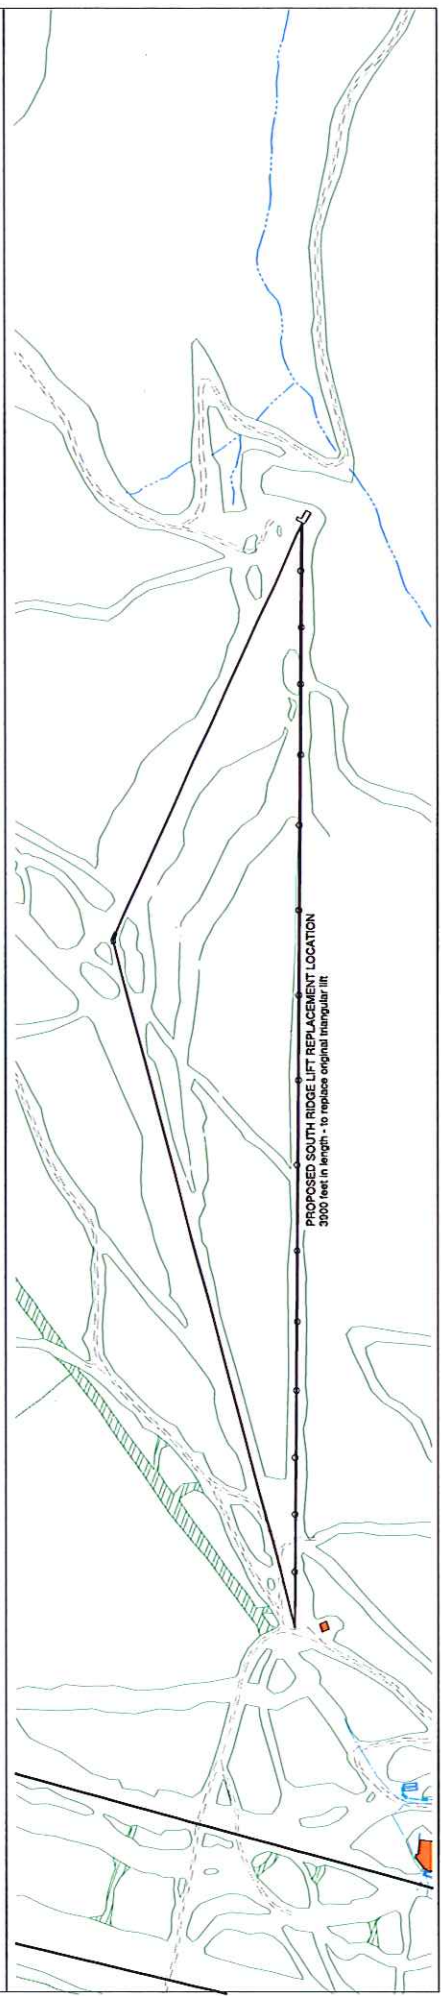 PROPOSED SOUTH RIDGE LIFT REPLACEMENT LOCATION
3000 feet in length - to replace original triangular lift